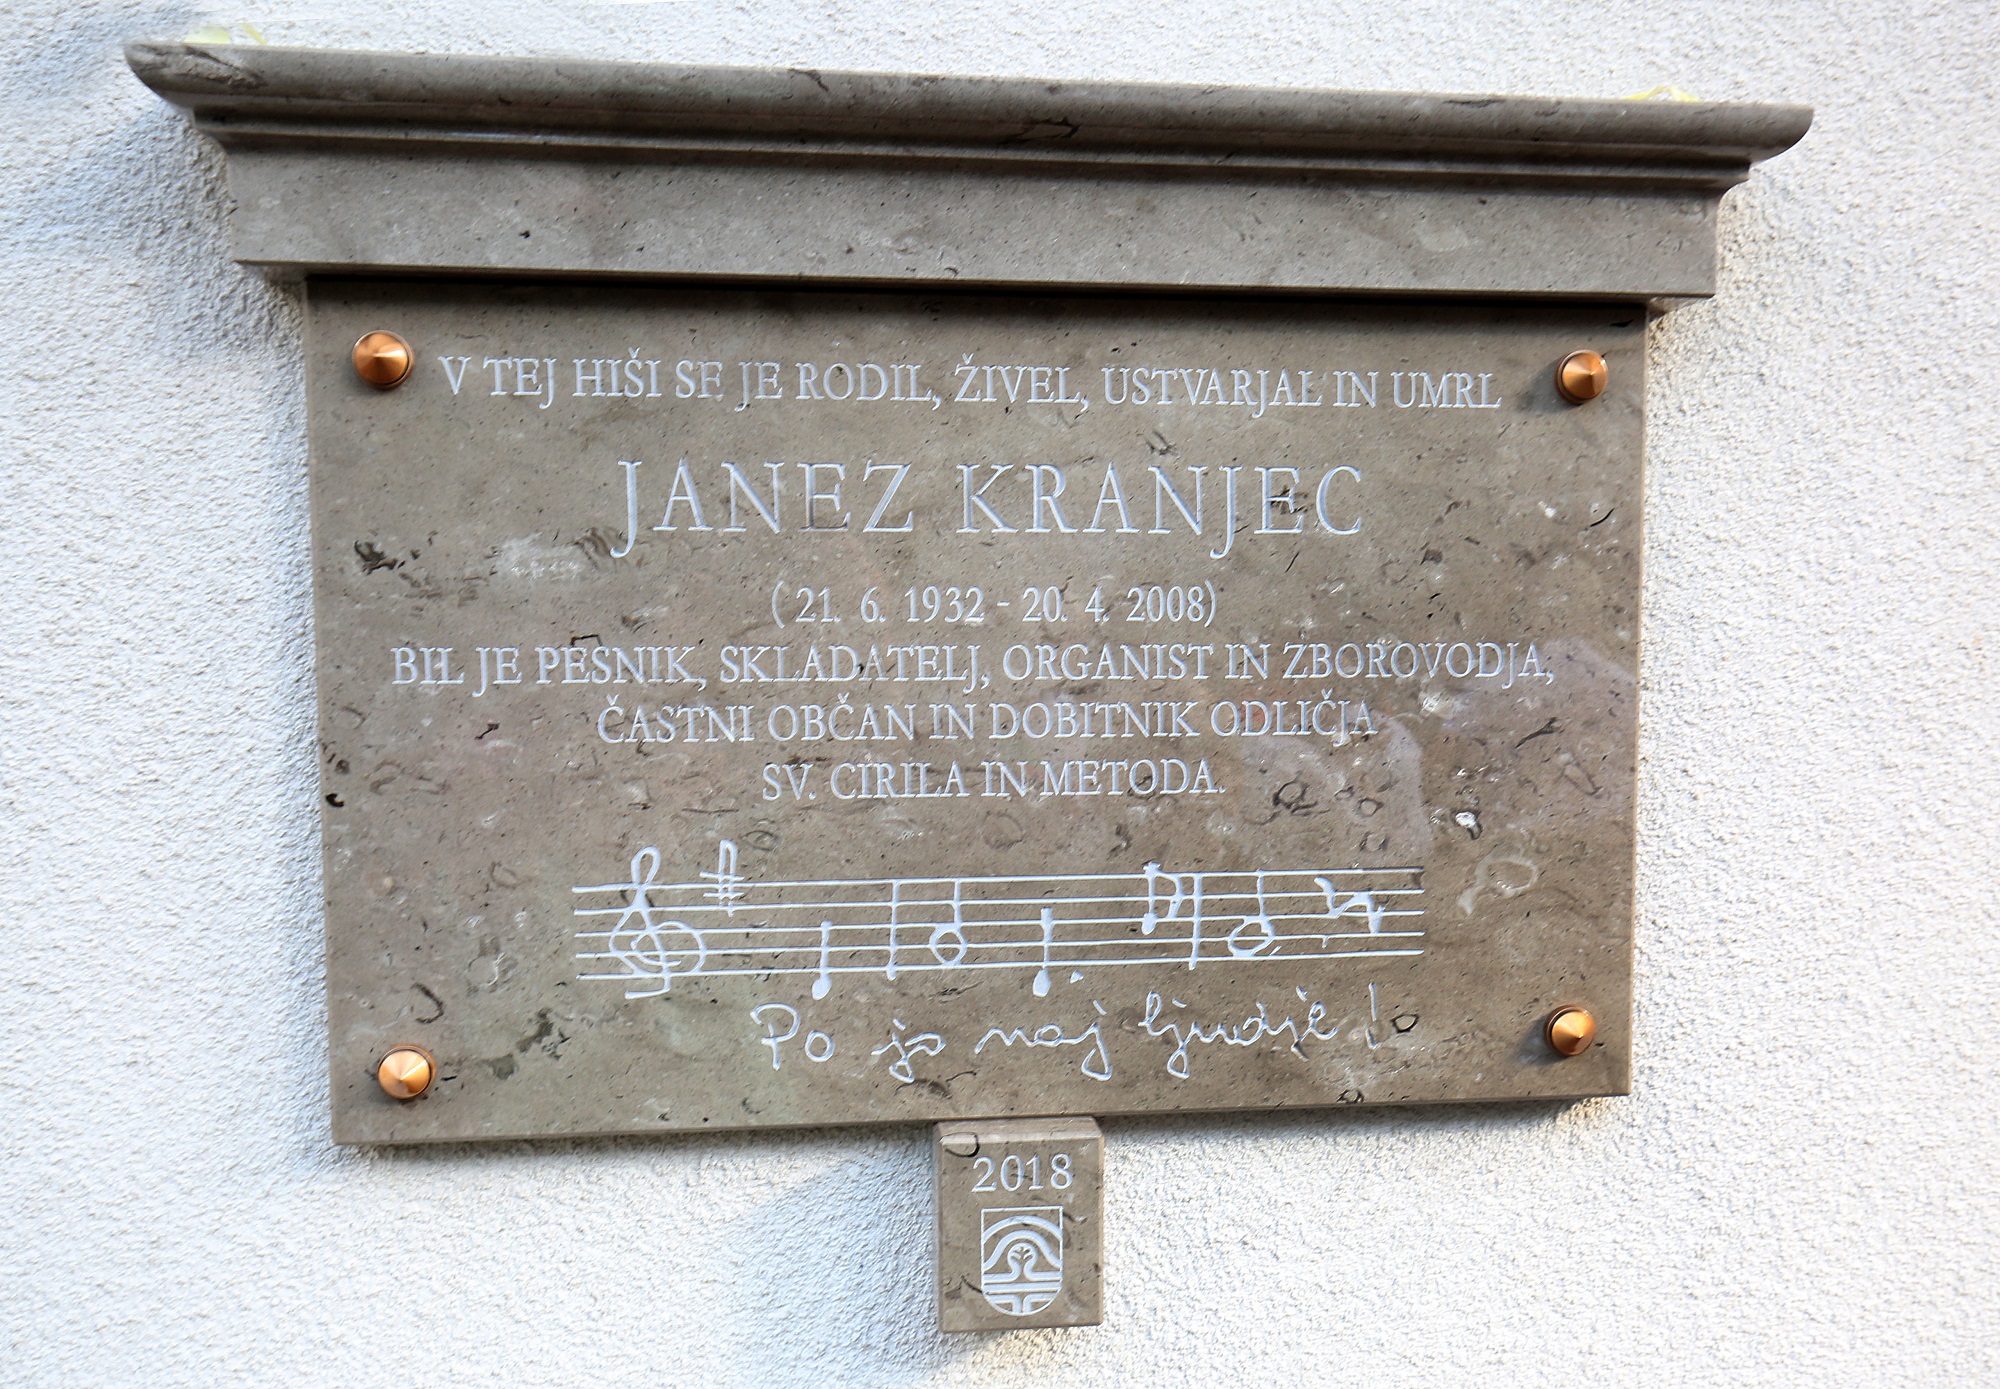 V TEJ HIŠI SE JE RODIL, ŽIVEL, USTVARJAL IN UMRL
JANEZ KRANJEC
(21. 6. 1932 - 20. 4. 2008)
BIL JE PESNIK, SKLADATELJ, ORGANIST IN ZBOROVODJA,
ČASTNI OBČAN IN DOBITNIK ODLIČJA
SV. CIRILA IN METODA.
Po jo naj ljudje!
2018